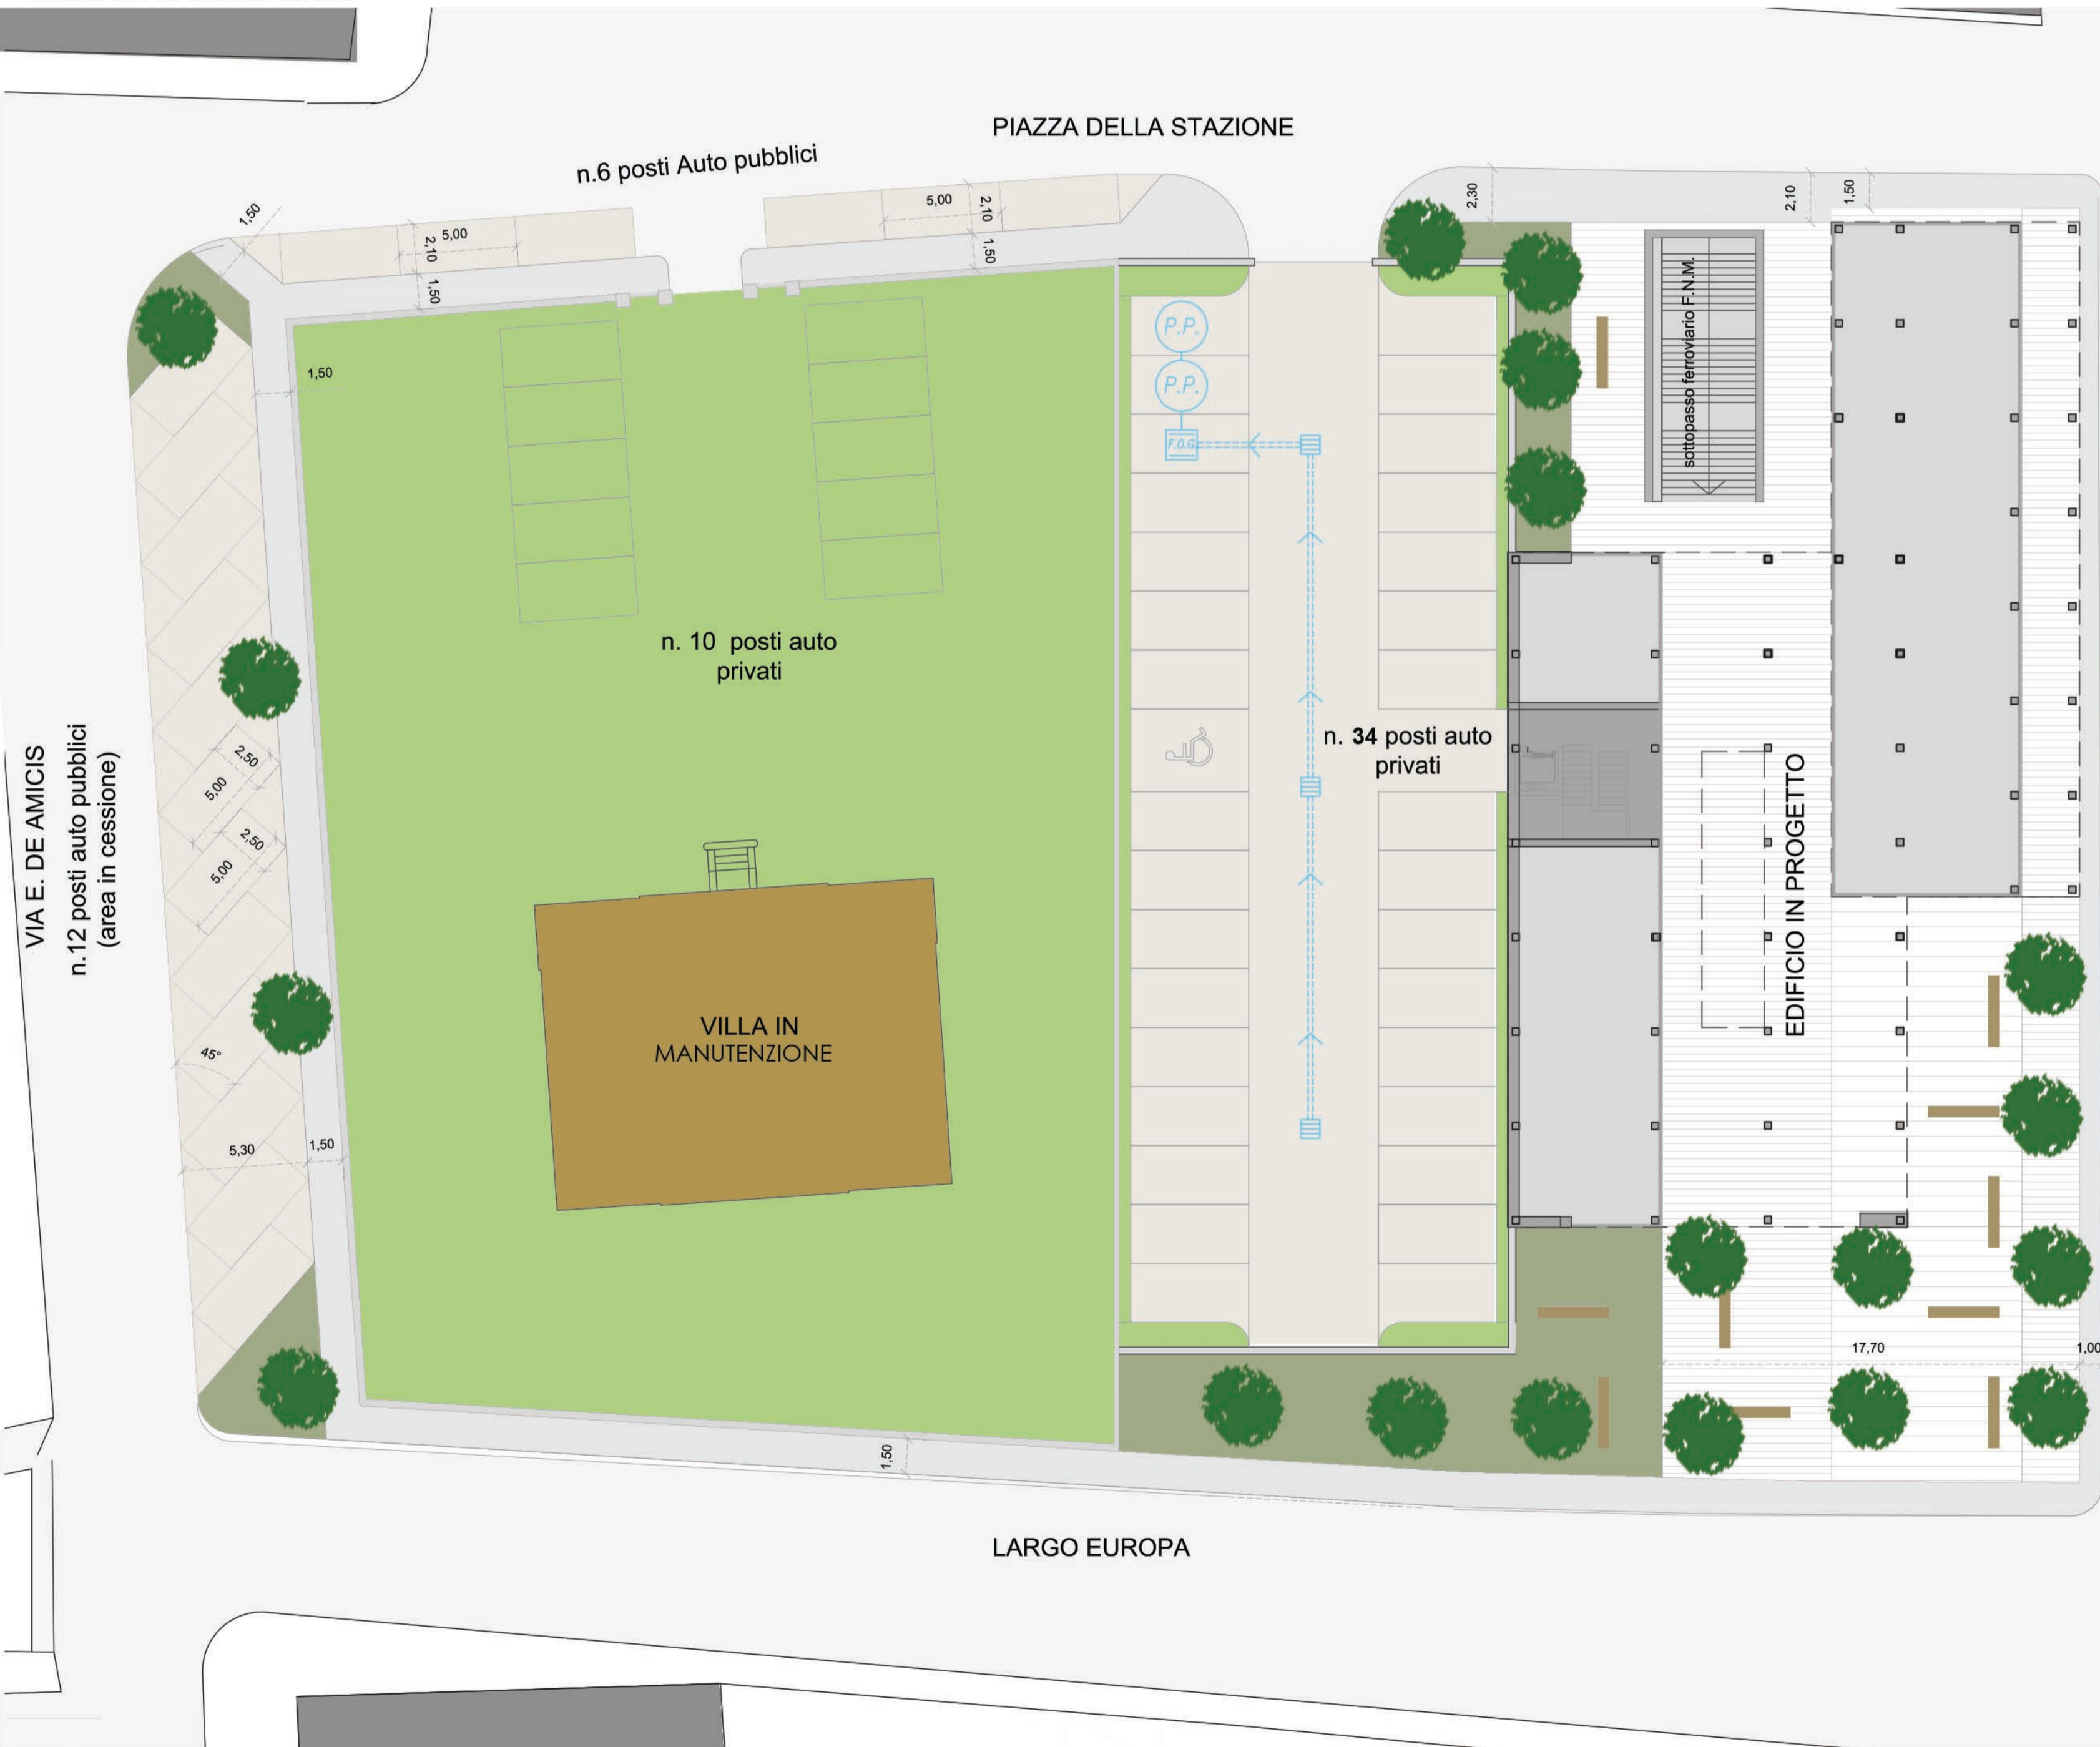 PIAZZA DELLA STAZIONE
n.6 posti Auto pubblici
1,50
5,00
2,10
1,50
5,00
2,10
1,50
2,30
2,10
1,50
sottopasso ferroviario F.N.M.
1,50
P.P.
P.P.
F.O.G.
n. 10 posti auto
privati
n. 34 posti auto
privati
VIA E. DE AMICIS
n.12 posti auto pubblici
(area in cessione)
2,50
5,00
2,50
5,00
EDIFICIO IN PROGETTO
VILLA IN
MANUTENZIONE
45°
5,30
1,50
17,70
1,00
1,50
LARGO EUROPA